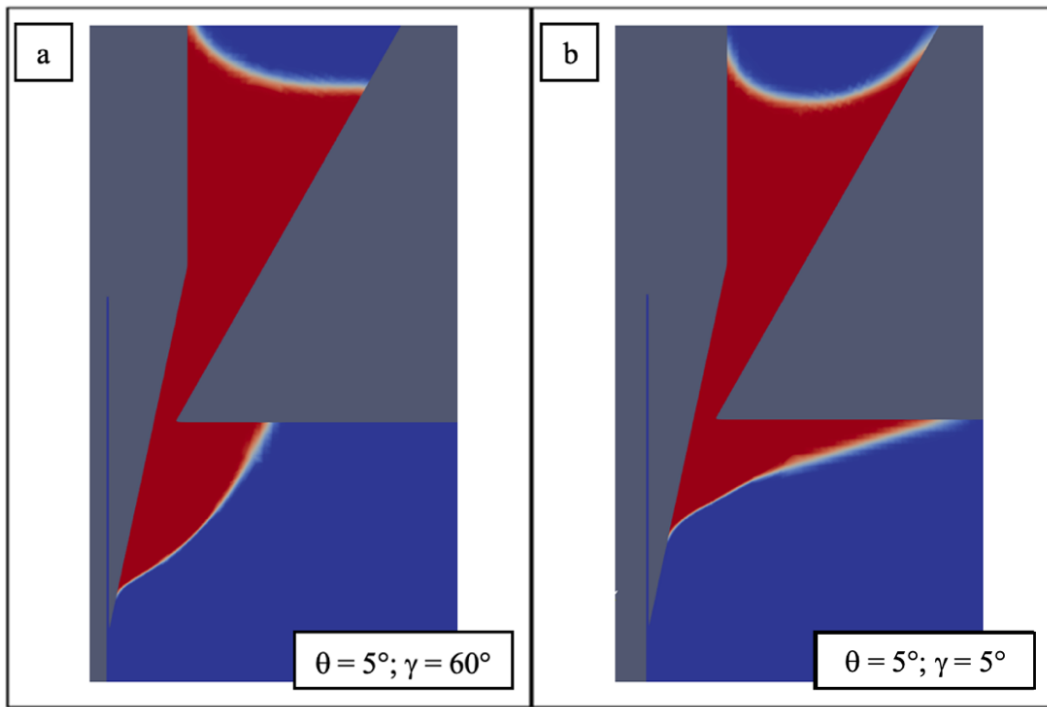 a
b
θ = 5°; γ = 60°
θ = 5°; γ = 5°